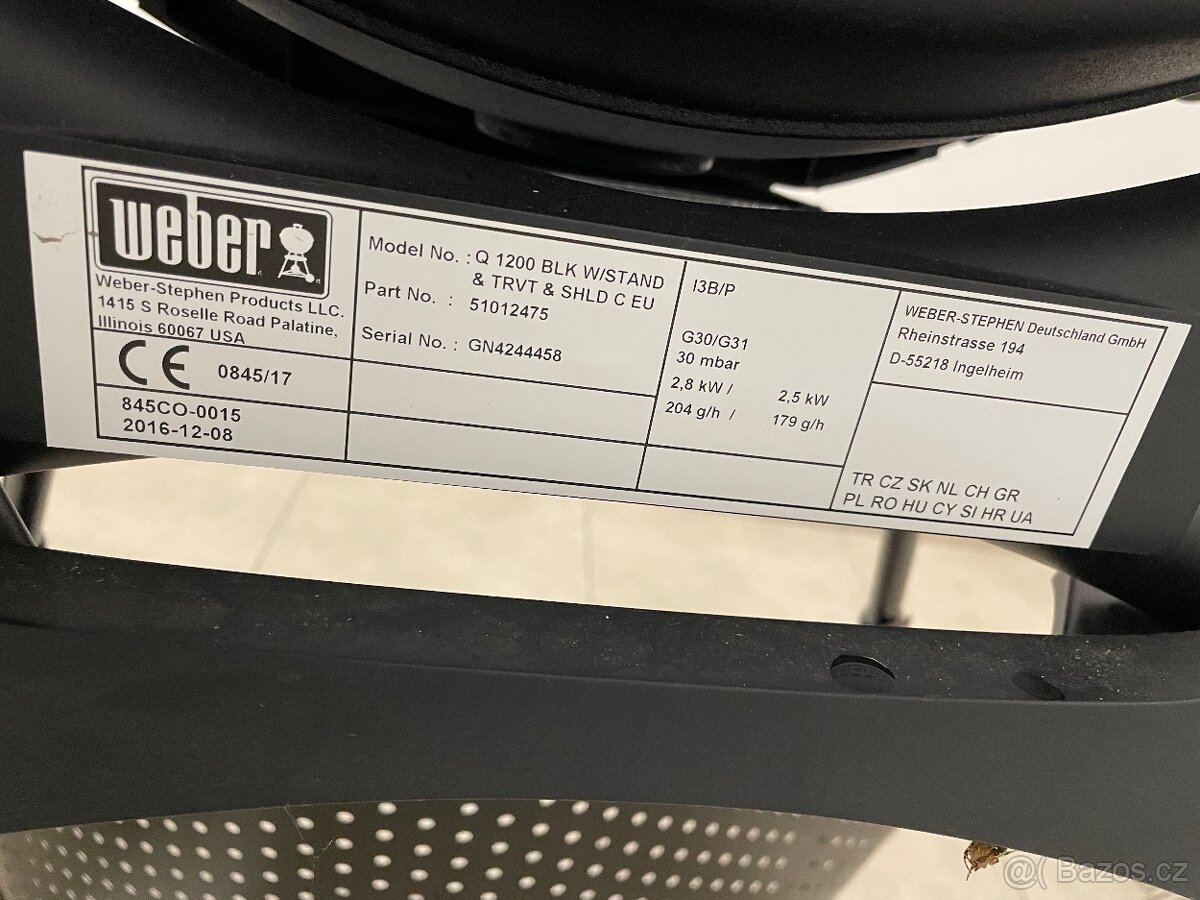 weber
Weber-Stephen Products LLC.
1415 S Roselle Road Palatine,
Illinois 60067 USA
CE 0845/17
845CO-0015
2016-12-08
Model No. : Q 1200 BLK W/STAND
& TRVT & SHLD C EU
Part No. : 51012475
Serial No. : GN4244458
I3B/P
G30/G31
30 mbar
2,8 kW / 2,5 kW
204 g/h / 179 g/h
WEBER-STEPHEN Deutschland GmbH
Rheinstrasse 194
D-55218 Ingelheim
TR CZ SK NL CH GR
PL RO HU CY SI HR UA
@( Bazos.cz